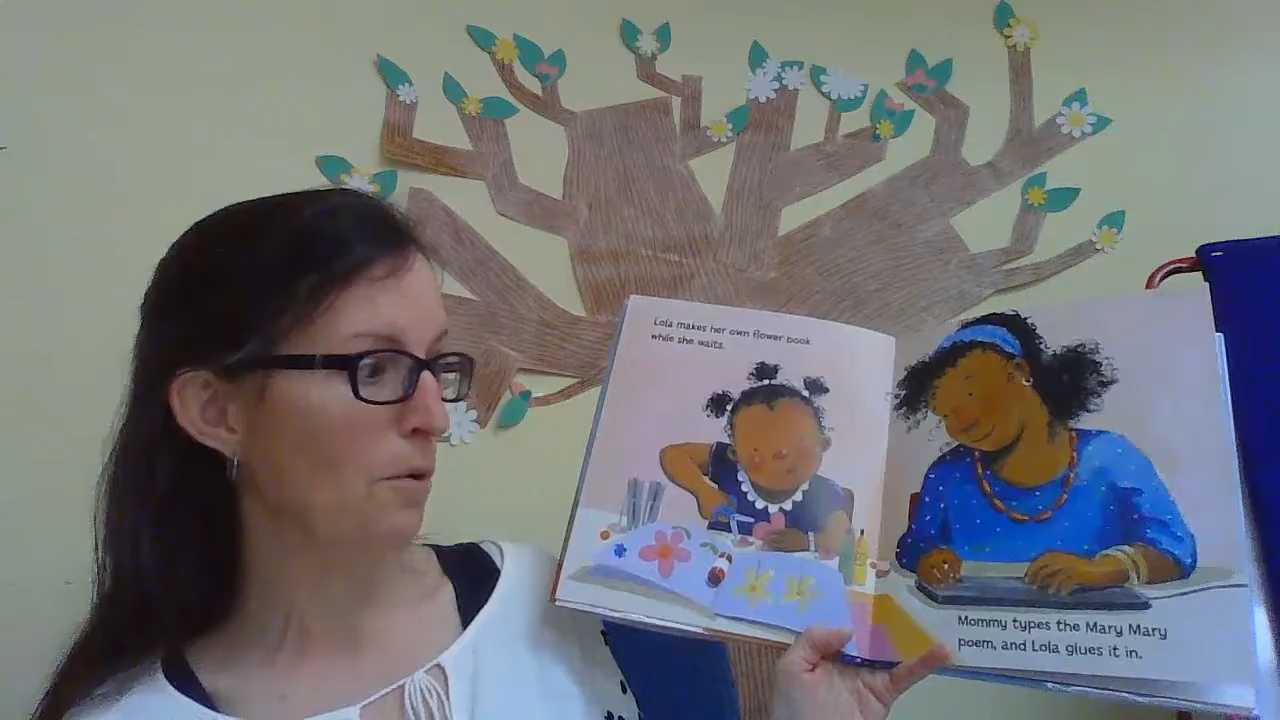 Lola makes her own flower book
while she waits.
Mommy types the Mary Mary
poem, and Lola glues it in.